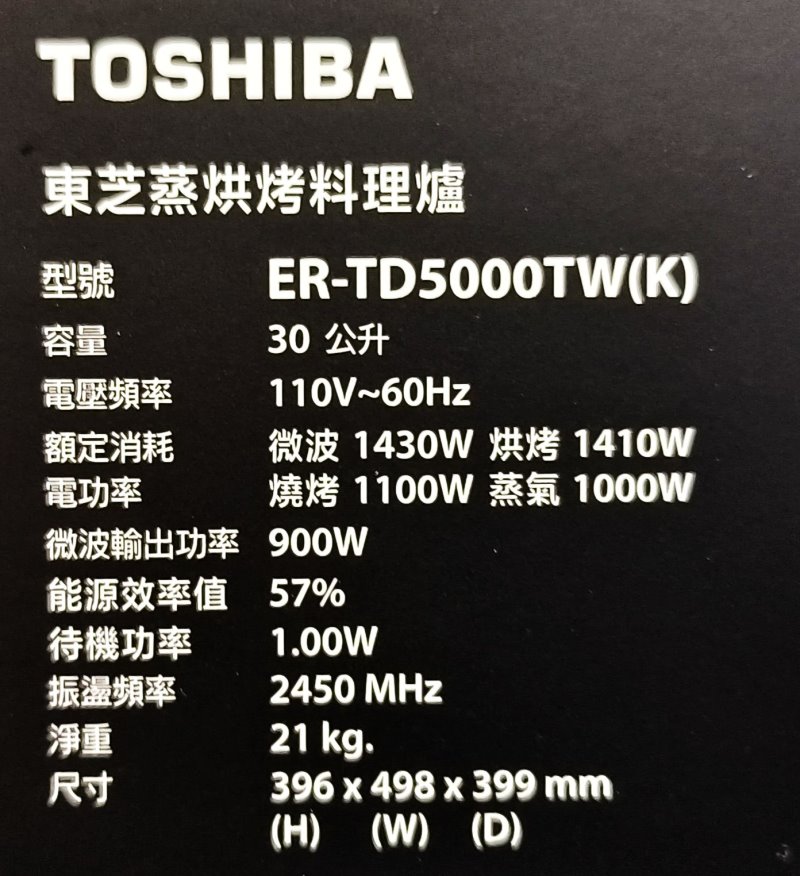 TOSHIBA
東芝蒸烘烤料理爐
型號 ER-TD5000TW(K)
容量 30 公升
電壓頻率 110V~60Hz
額定消耗 微波 1430W 烘烤 1410W
電功率 燒烤 1100W 蒸氣 1000W
微波輸出功率 900W
能源效率值 57%
待機功率 1.00W
振盪頻率 2450 MHz
淨重 21 kg.
尺寸 396 x 498 x 399 mm
(H) (W) (D)